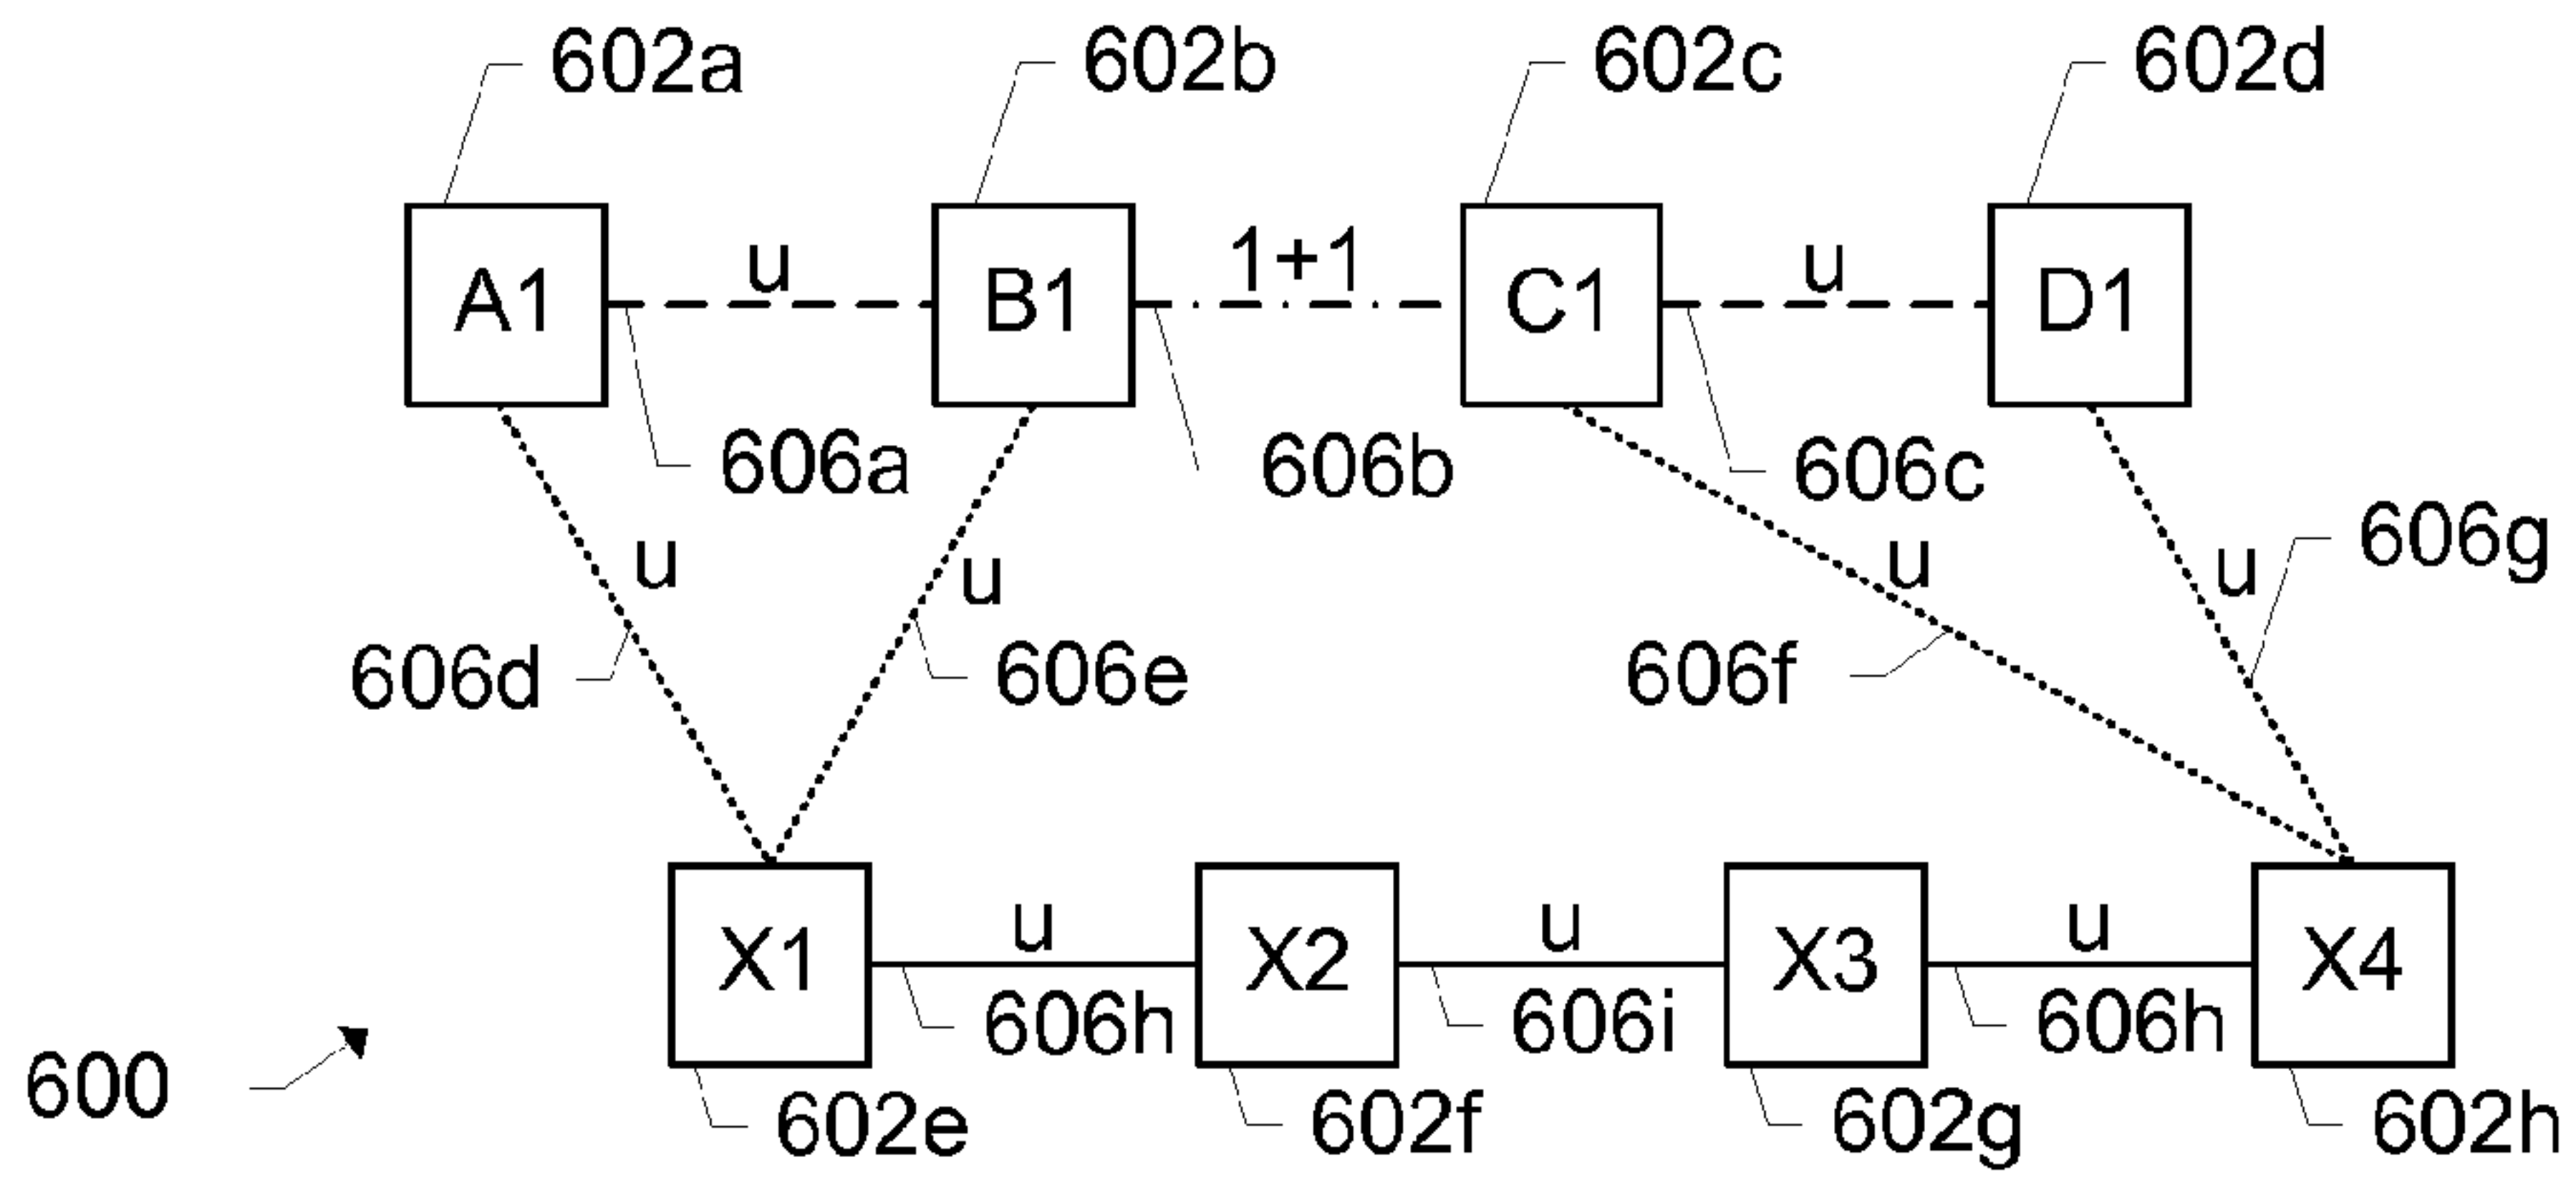 602a 602b 602c 602d
u 1+1 u
A1 B1 C1 D1
606a 606b 606c
u u u u 606g
606d 606e 606f
u u u
X1 X2 X3 X4
606h 606i 606h
600
602e 602f 602g 602h